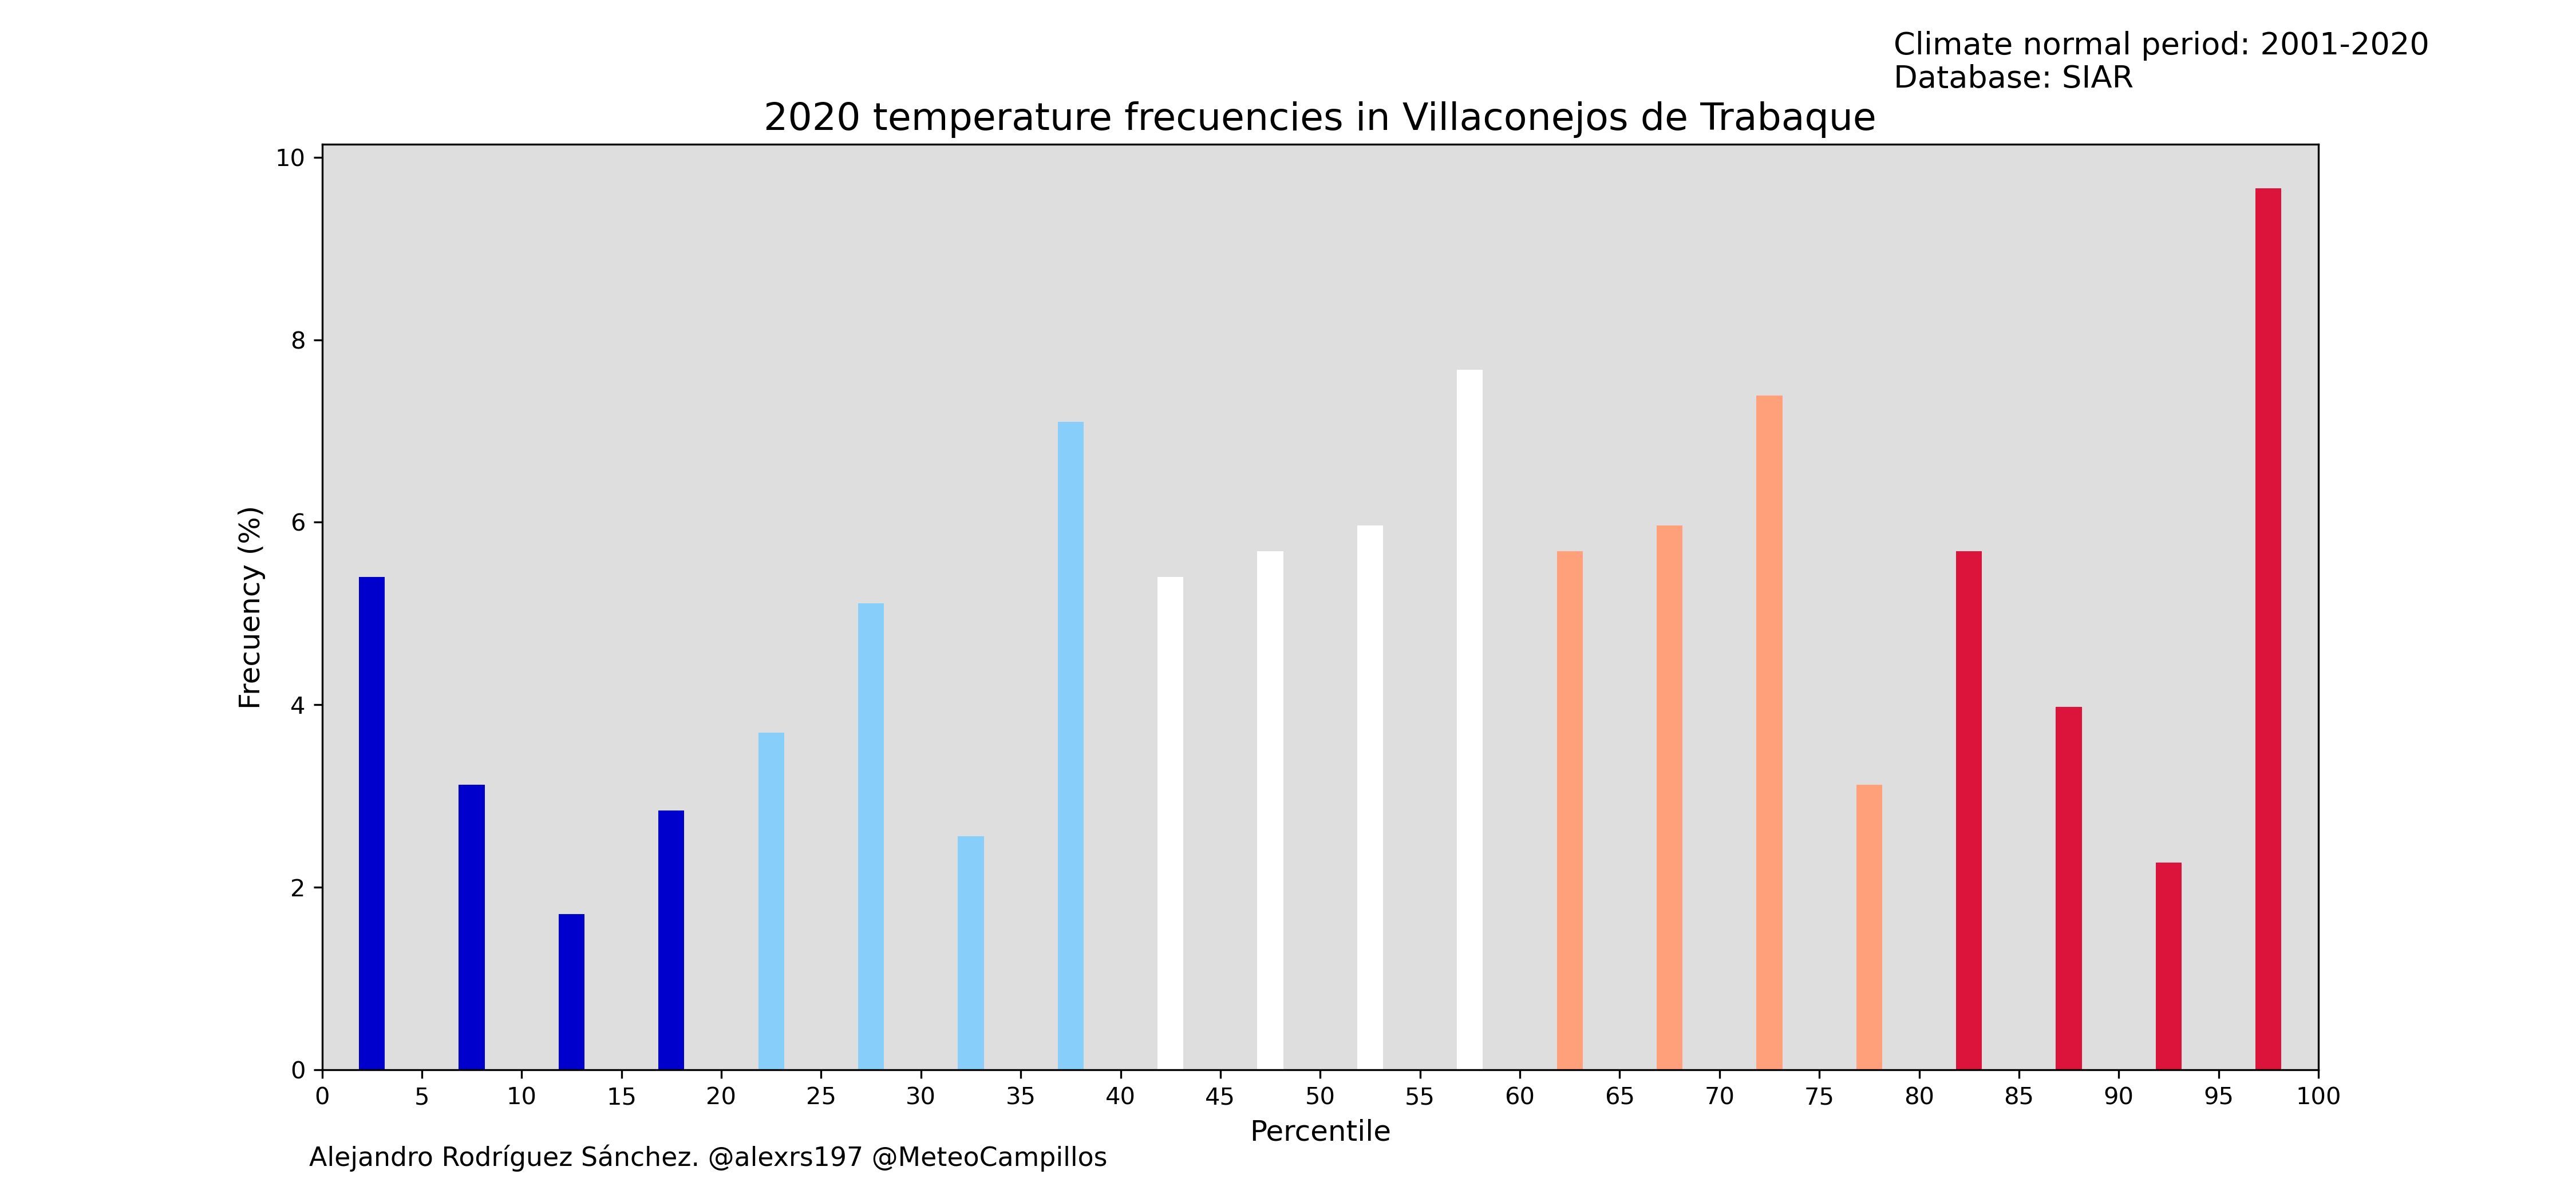 Climate normal period: 2001-2020
Database: SIAR
2020 temperature frecuencies in Villaconejos de Trabaque
10
8
6
4
2
0
Frecuency (%)
0 5 10 15 20 25 30 35 40 45 50 55 60 65 70 75 80 85 90 95 100
Percentile
Alejandro Rodríguez Sánchez. @alexrs197 @MeteoCampillos